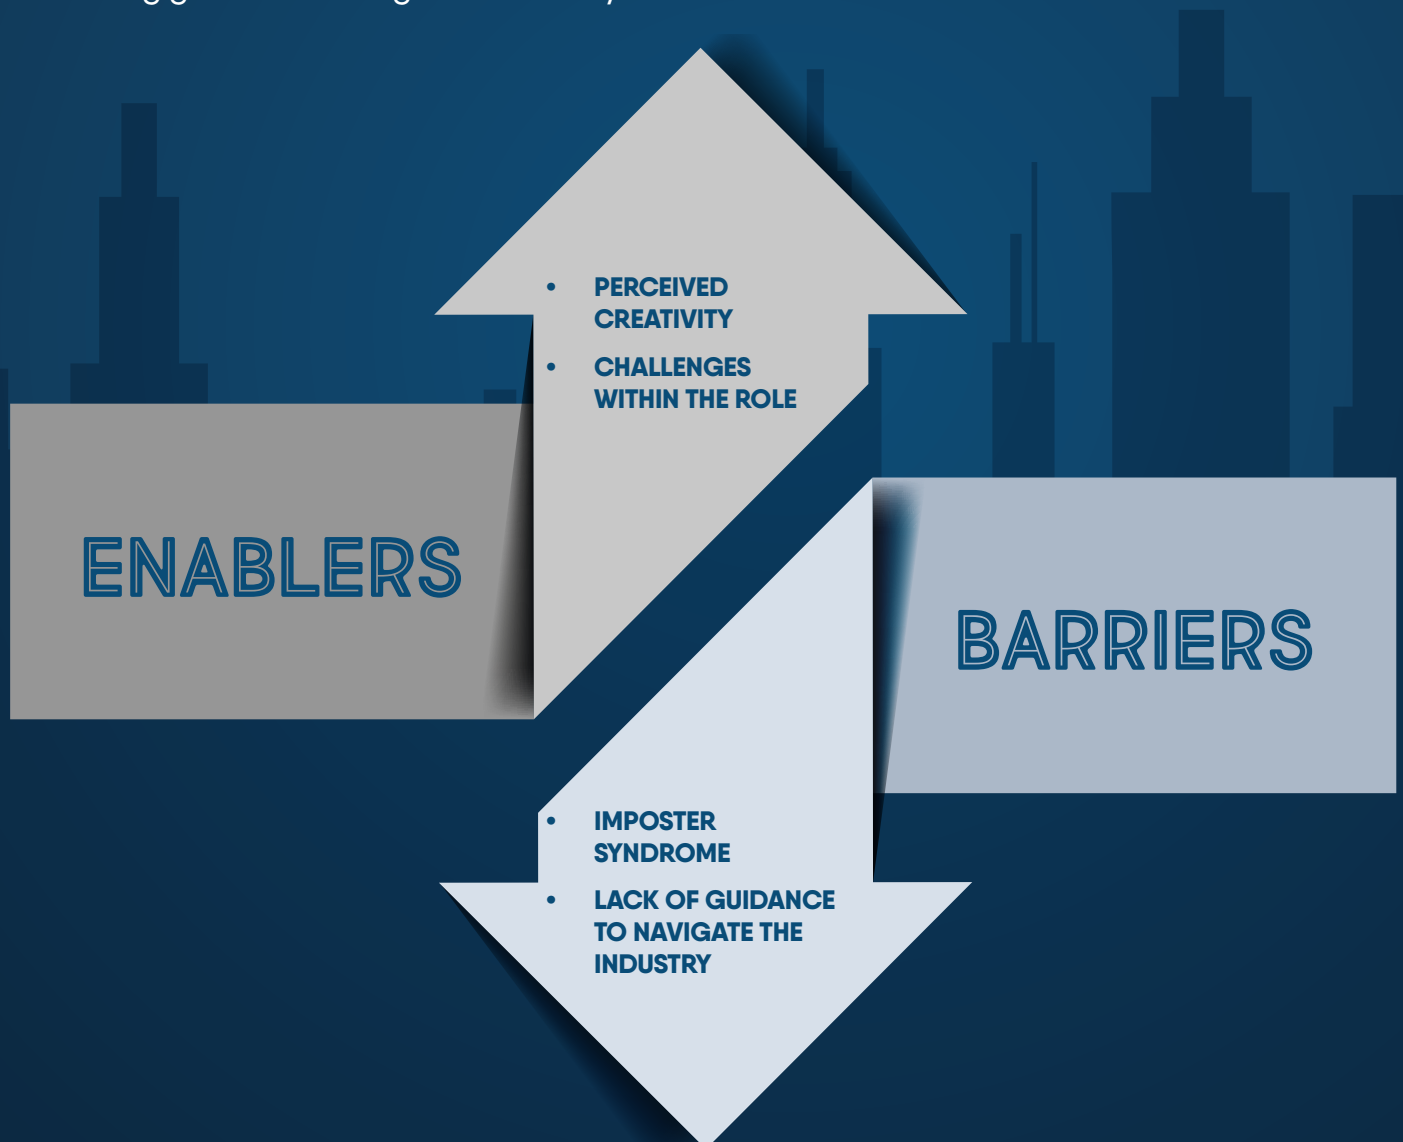 • PERCEIVED
CREATIVITY
• CHALLENGES
WITHIN THE ROLE
ENABLERS
BARRIERS
• IMPOSTER
SYNDROME
• LACK OF GUIDANCE
TO NAVIGATE THE
INDUSTRY